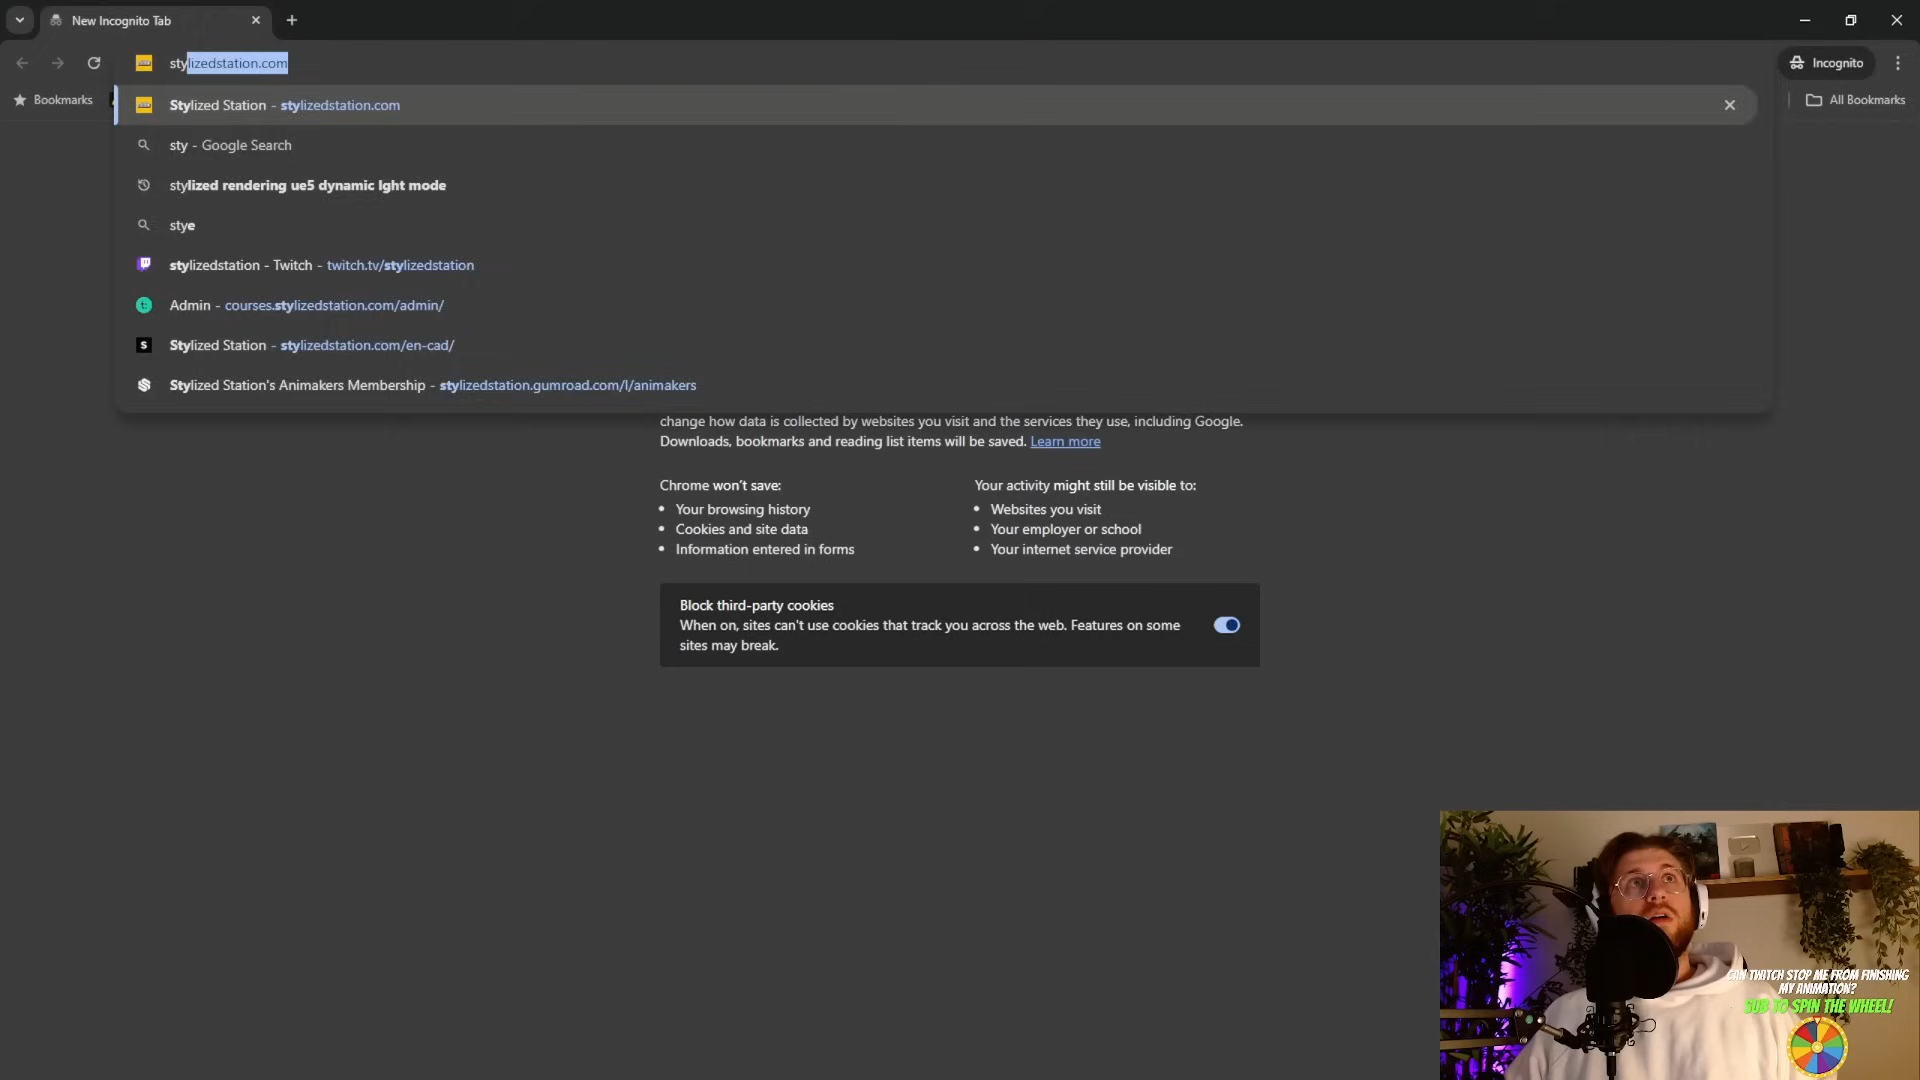 New Incognito Tab
stylizedstation.com
Incognito
Bookmarks
All Bookmarks
Stylized Station - stylizedstation.com
sty - Google Search
stylized rendering ue5 dynamic lght mode
stye
stylizedstation - Twitch - twitch.tv/stylizedstation
Admin - courses.stylizedstation.com/admin/
Stylized Station - stylizedstation.com/en-cad/
Stylized Station's Animakers Membership - stylizedstation.gumroad.com/l/animakers
change how data is collected by websites you visit and the services they use, including Google.
Downloads, bookmarks and reading list items will be saved. Learn more
Chrome won't save:
Your browsing history
Cookies and site data
Information entered in forms
Your activity might still be visible to:
Websites you visit
Your employer or school
Your internet service provider
Block third-party cookies
When on, sites can't use cookies that track you across the web. Features on some
sites may break.
CAN TWITCH STOP ME FROM FINISHING
MY ANIMATION?
SUB TO SPIN THE WHEEL!